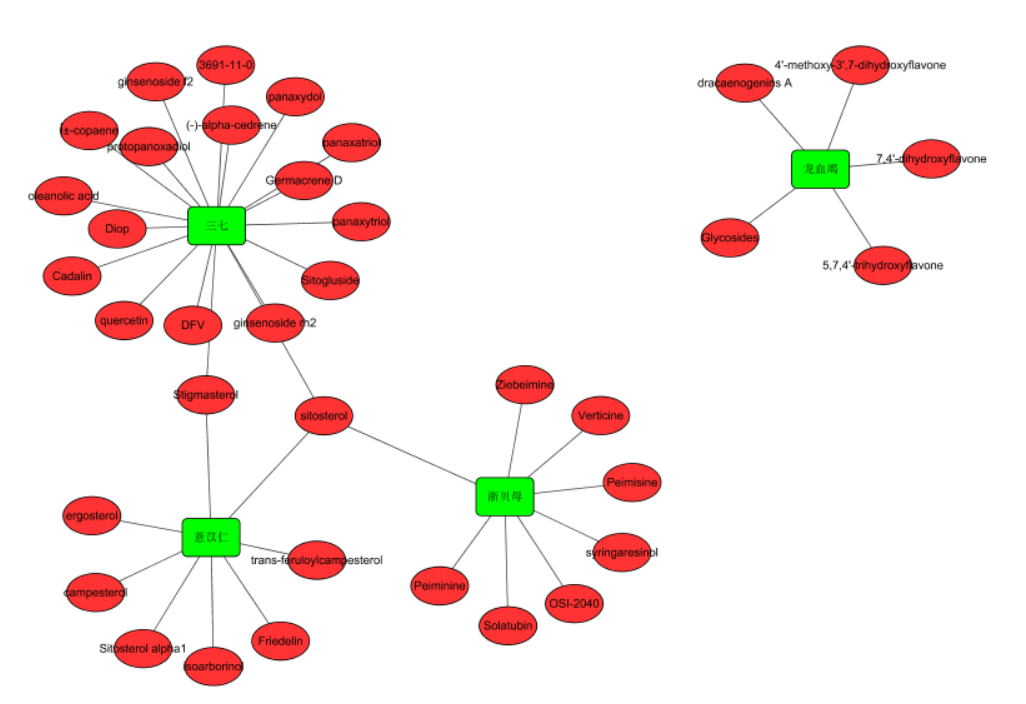 3691-11-0
ginsenoside f2
panaxydol
(-)-alpha-cedrene
ﾎｱ-copaene
protopanoxadiol
panaxatriol
Germacrene D
oleanolic acid
三七
panaxytriol
Diop
Cadalin
Sitogluside
quercetin
DFV
ginsenoside rh2
Stigmasterol
sitosterol
4'-methoxy-3',7-dihydroxyflavone
dracaenogenins A
7,4'-dihydroxyflavone
龙血竭
Glycosides
5,7,4'-trihydroxyflavone
Ziebeimine
Verticine
Peimisine
浙贝母
syringaresinol
OSI-2040
Solatubin
Peiminine
ergosterol
薏苡仁
trans-feruloylcampesterol
campesterol
Sitosterol alpha1
isoarborinol
Friedelin